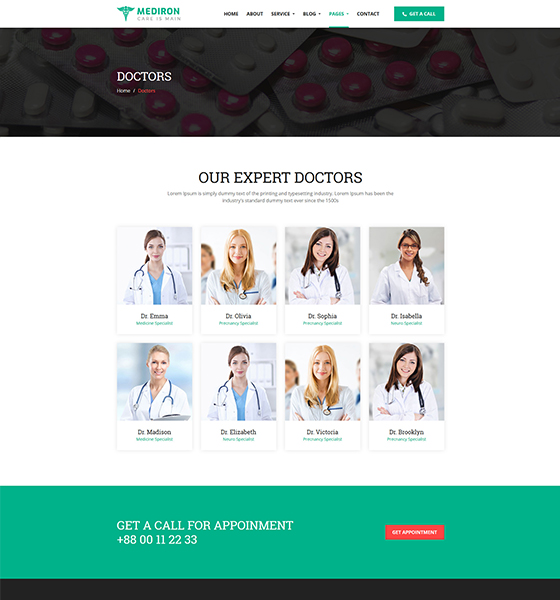 MEDIRON
CARE IS MAIN
HOME ABOUT SERVICE BLOG PAGES CONTACT GET A CALL
DOCTORS
Home / Doctors
OUR EXPERT DOCTORS
Lorem Ipsum is simply dummy text of the printing and typesetting industry. Lorem Ipsum has been the
industry's standard dummy text ever since the 1500s
Dr. Emma Dr. Olivia Dr. Sophia Dr. Isabella
Medicine Specialist Precnancy Specialist Precnancy Specialist Neuro Specialist
Dr. Madison Dr. Elizabeth Dr. Victoria Dr. Brooklyn
Medicine Specialist Neuro Specialist Precnancy Specialist Precnancy Specialist
GET A CALL FOR APPOINMENT
+88 00 11 22 33
GET APPOINTMENT